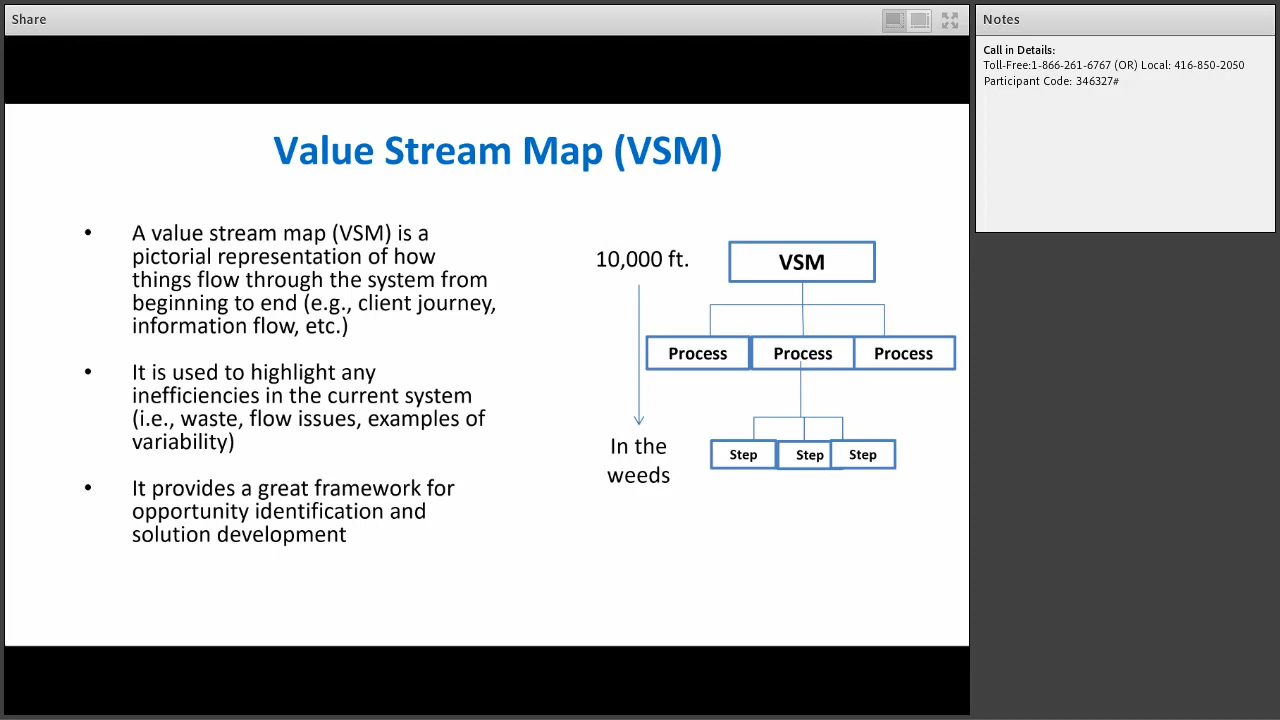 Share
Notes
Call in Details:
Toll-Free:1-866-261-6767 (OR) Local: 416-850-2050
Participant Code: 346327#
Value Stream Map (VSM)
• A value stream map (VSM) is a
pictorial representation of how
things flow through the system from
beginning to end (e.g., client journey,
information flow, etc.)
• It is used to highlight any
inefficiencies in the current system
(i.e., waste, flow issues, examples of
variability)
• It provides a great framework for
opportunity identification and
solution development
10,000 ft.
VSM
Process Process Process
In the
weeds
Step Step Step